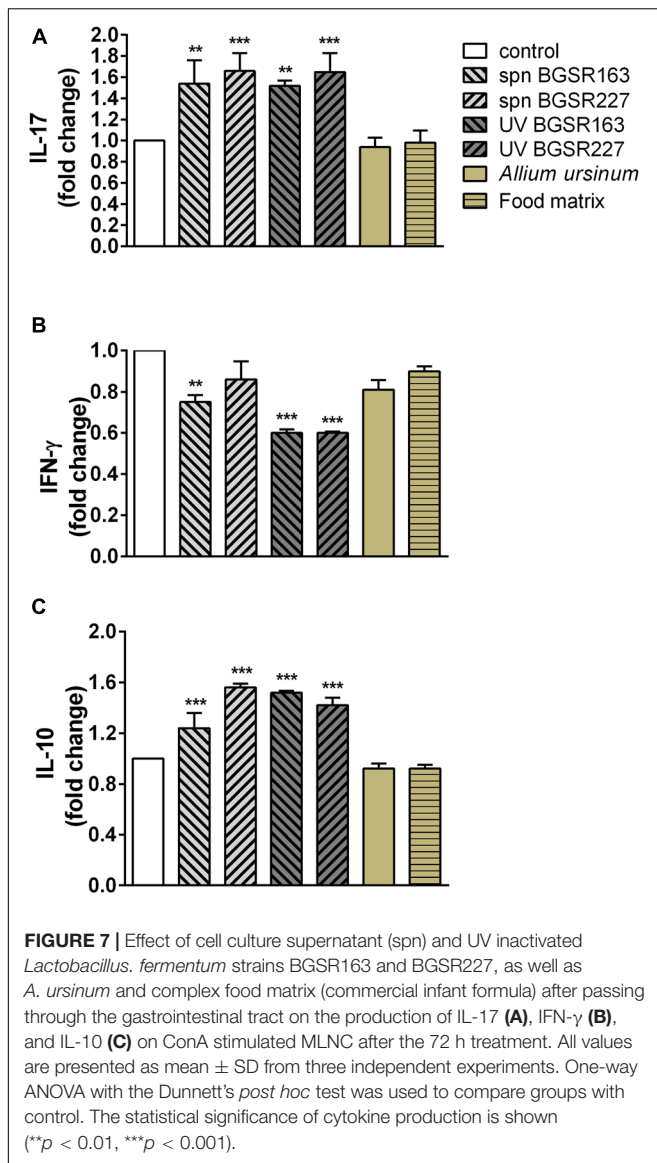 A
IL-17
(fold change)
2.0
1.8
1.6
1.4
1.2
1.0
0.8
0.6
0.4
0.2
0.0
**
***
**
***
control
spn BGSR163
spn BGSR227
UV BGSR163
UV BGSR227
Allium ursinum
Food matrix
B
IFN-γ
(fold change)
1.0
0.8
0.6
0.4
0.2
0.0
**
***
***
C
IL-10
(fold change)
2.0
1.6
1.2
0.8
0.4
0.0
***
***
***
***
FIGURE 7 | Effect of cell culture supernatant (spn) and UV inactivated
Lactobacillus. fermentum strains BGSR163 and BGSR227, as well as
A. ursinum and complex food matrix (commercial infant formula) after passing
through the gastrointestinal tract on the production of IL-17 (A), IFN-γ (B),
and IL-10 (C) on ConA stimulated MLNC after the 72 h treatment. All values
are presented as mean ± SD from three independent experiments. One-way
ANOVA with the Dunnett's post hoc test was used to compare groups with
control. The statistical significance of cytokine production is shown
(**p < 0.01, ***p < 0.001).